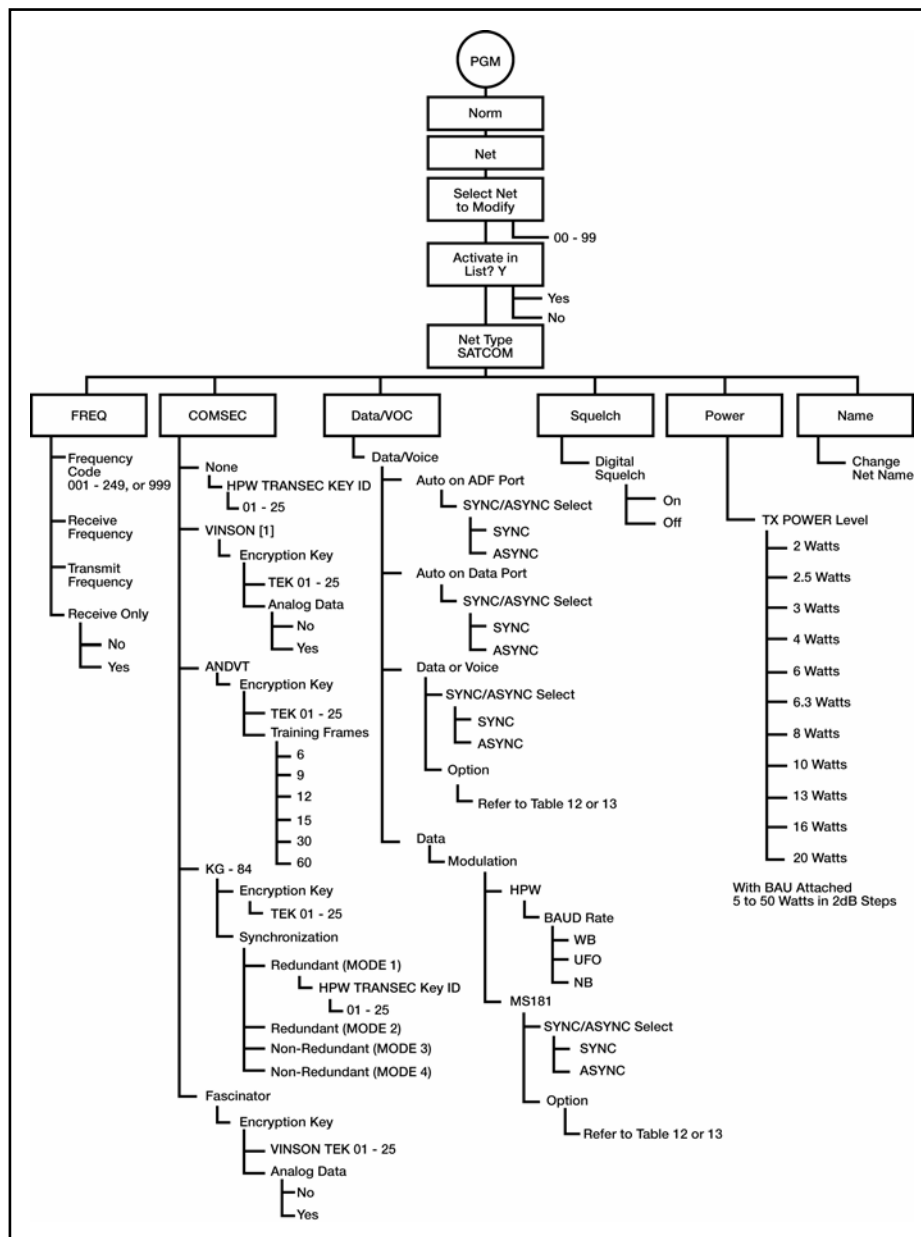 PGM
Norm
Net
Select Net
to Modify
00 - 99
Activate in
List? Y
Yes
No
Net Type
SATCOM
FREQ
Frequency
Code
001 - 249, or 999
Receive
Frequency
Transmit
Frequency
Receive Only
No
Yes
COMSEC
None
HPW TRANSEC KEY ID
01 - 25
VINSON [1]
Encryption Key
TEK 01 - 25
Analog Data
No
Yes
ANDVT
Encryption Key
TEK 01 - 25
Training Frames
6
9
12
15
30
60
KG - 84
Encryption Key
TEK 01 - 25
Synchronization
Redundant (MODE 1)
HPW TRANSEC Key ID
01 - 25
Redundant (MODE 2)
Non-Redundant (MODE 3)
Non-Redundant (MODE 4)
Fascinator
Encryption Key
VINSON TEK 01 - 25
Analog Data
No
Yes
Data/VOC
Data/Voice
Auto on ADF Port
SYNC/ASYNC Select
SYNC
ASYNC
Auto on Data Port
SYNC/ASYNC Select
SYNC
ASYNC
Data or Voice
SYNC/ASYNC Select
SYNC
ASYNC
Option
Refer to Table 12 or 13
Data
Modulation
HPW
BAUD Rate
WB
UFO
NB
MS181
SYNC/ASYNC Select
SYNC
ASYNC
Option
Refer to Table 12 or 13
Squelch
Digital
Squelch
On
Off
Power
TX POWER Level
2 Watts
2.5 Watts
3 Watts
4 Watts
6 Watts
6.3 Watts
8 Watts
10 Watts
13 Watts
16 Watts
20 Watts
With BAU Attached
5 to 50 Watts in 2dB Steps
Name
Change
Net Name